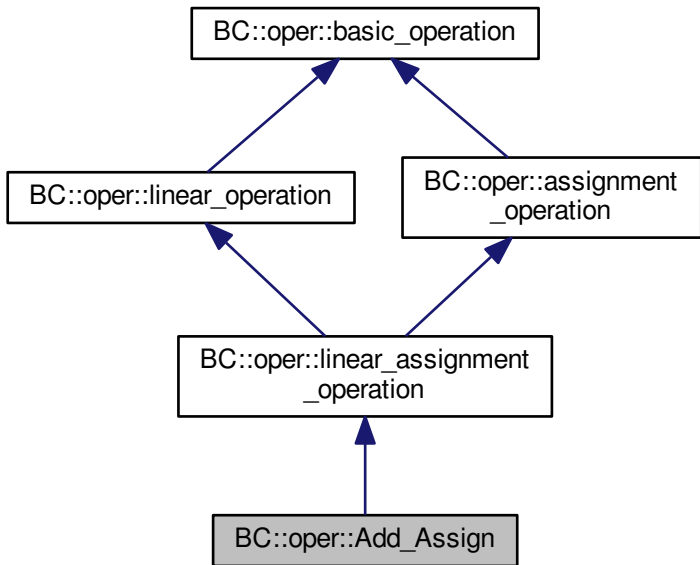 BC::oper::basic_operation
BC::oper::linear_operation
BC::oper::assignment
_operation
BC::oper::linear_assignment
_operation
BC::oper::Add_Assign